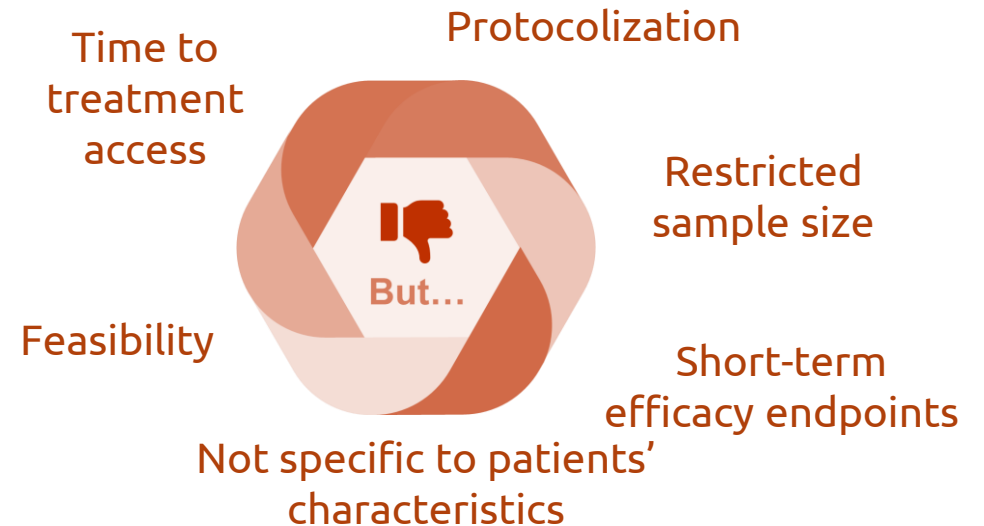 Protocolization
Time to
treatment
access
Restricted
sample size
But...
Feasibility
Short-term
efficacy endpoints
Not specific to patients’
characteristics